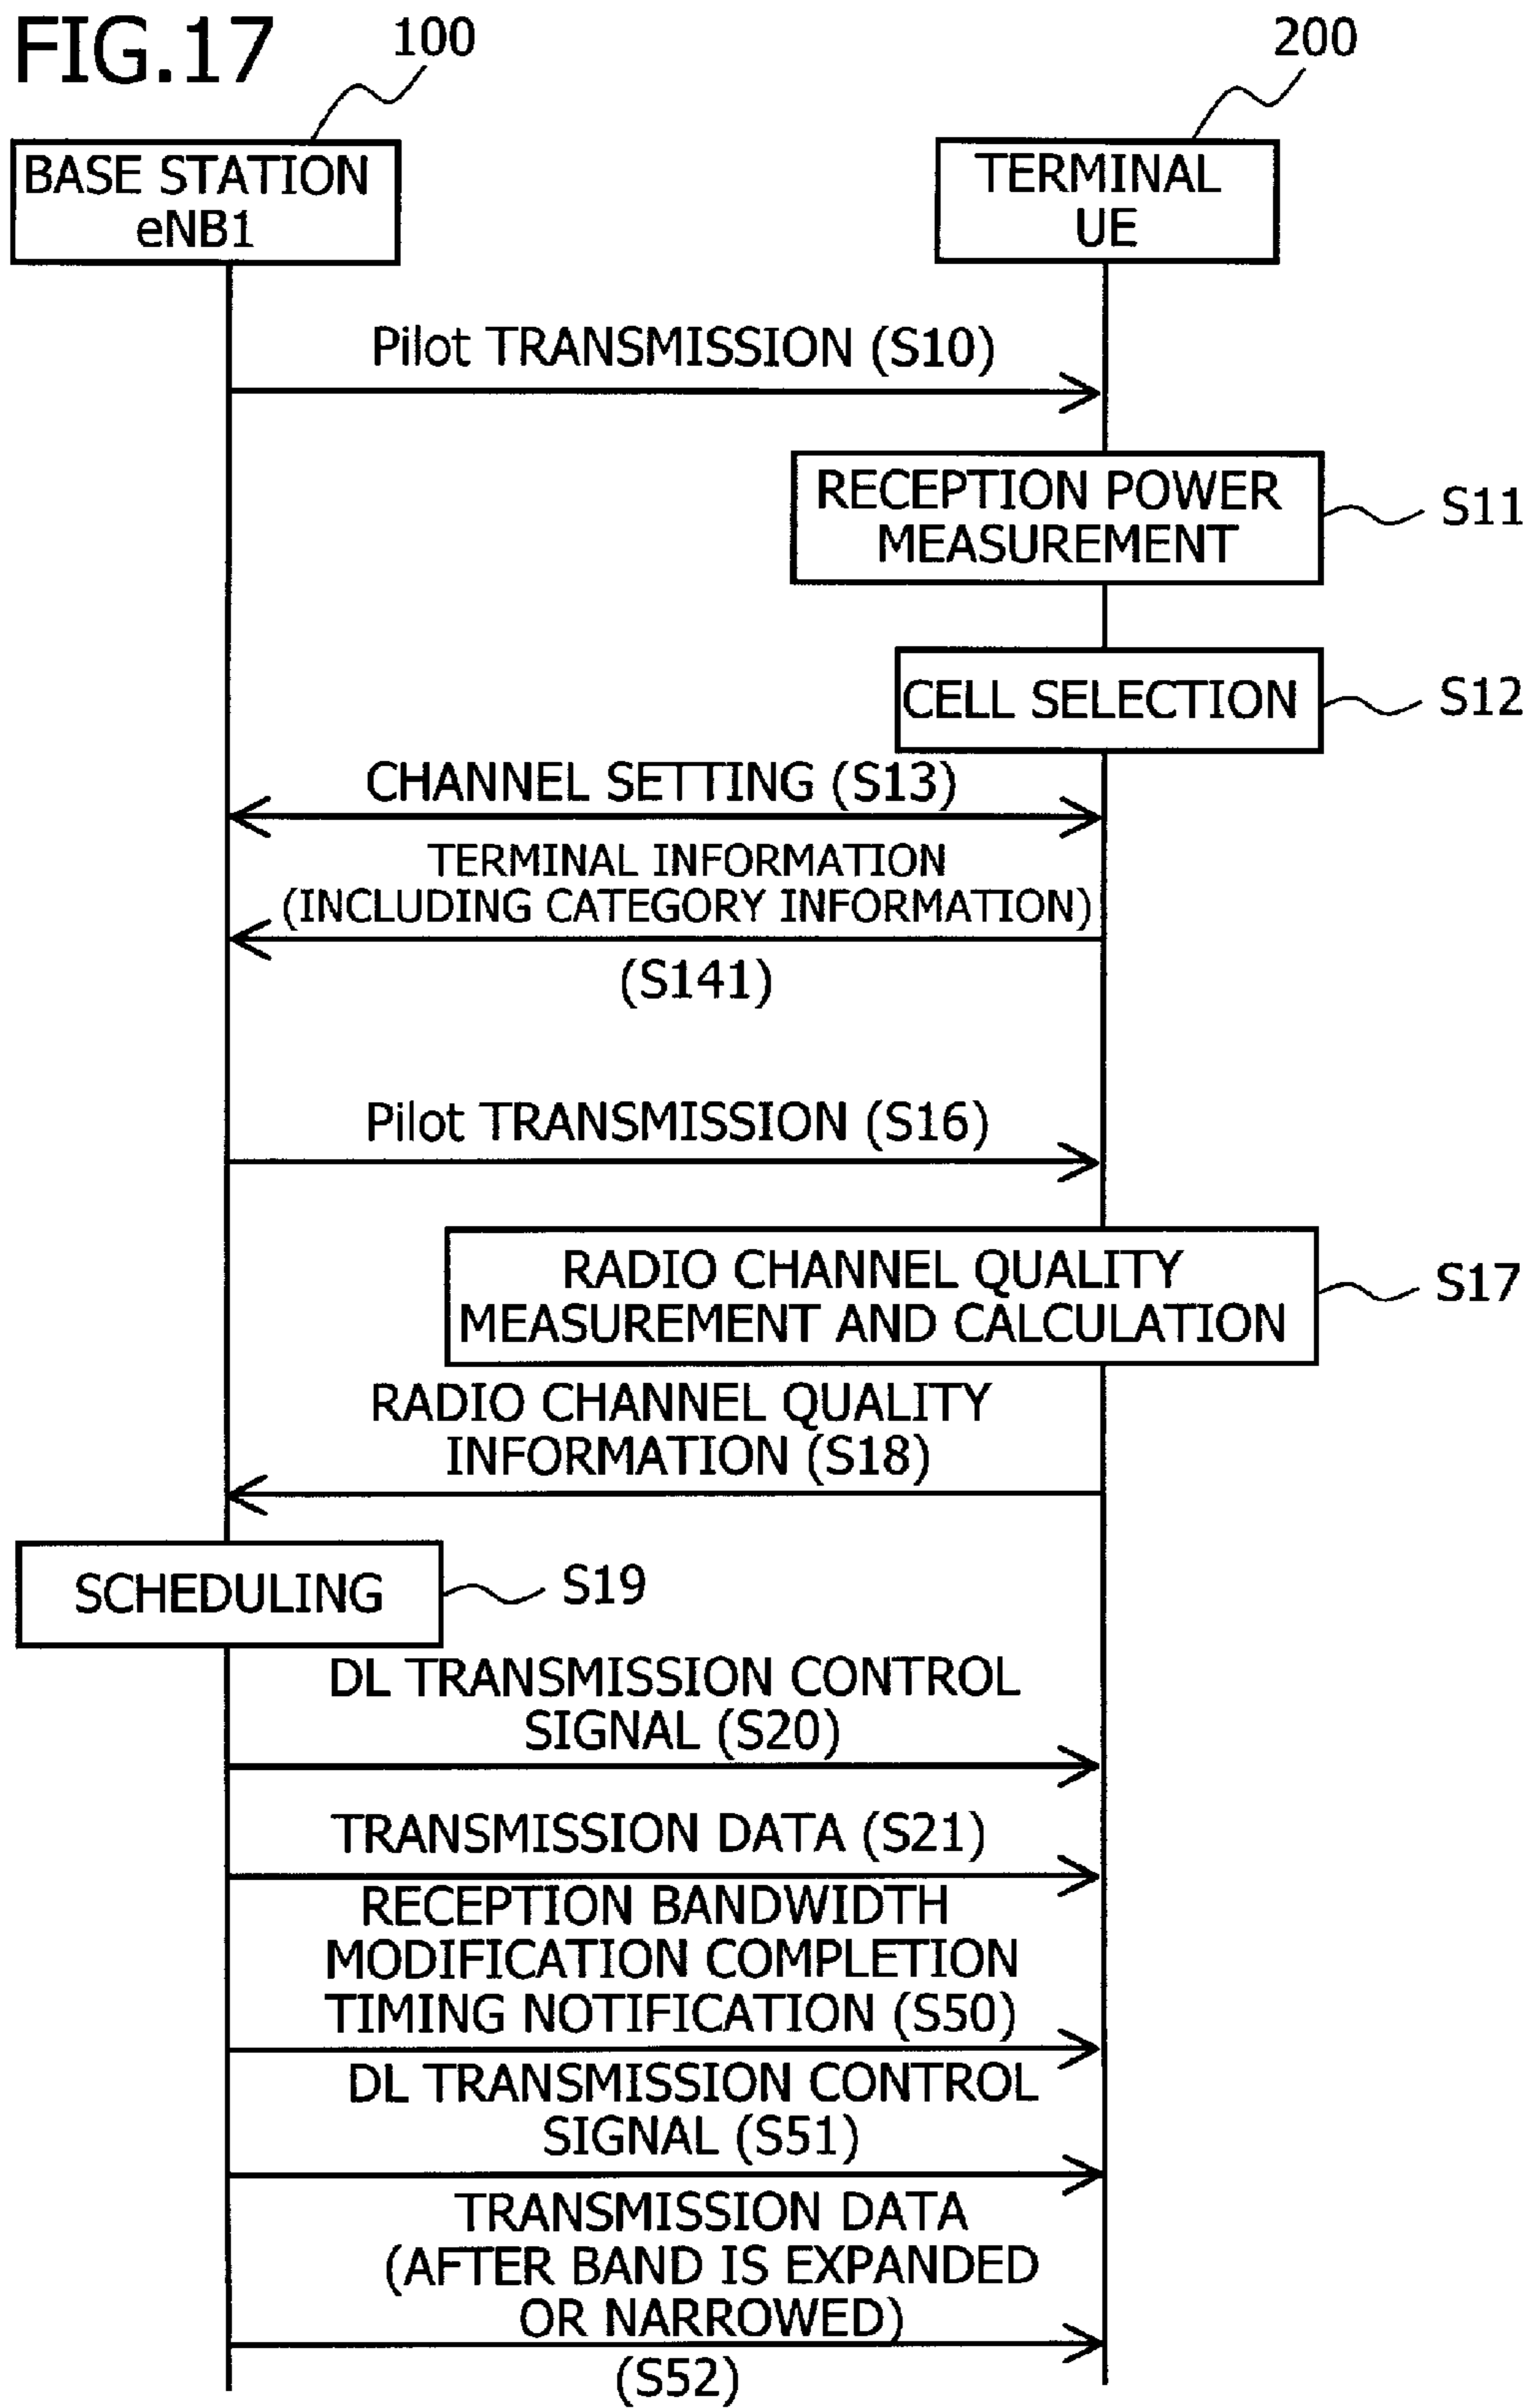 FIG.17
100
200
BASE STATION
eNB1
TERMINAL
UE
Pilot TRANSMISSION (S10)
RECEPTION POWER
MEASUREMENT
S11
CELL SELECTION
S12
CHANNEL SETTING (S13)
TERMINAL INFORMATION
(INCLUDING CATEGORY INFORMATION)
(S141)
Pilot TRANSMISSION (S16)
RADIO CHANNEL QUALITY
MEASUREMENT AND CALCULATION
S17
RADIO CHANNEL QUALITY
INFORMATION (S18)
SCHEDULING
S19
DL TRANSMISSION CONTROL
SIGNAL (S20)
TRANSMISSION DATA (S21)
RECEPTION BANDWIDTH
MODIFICATION COMPLETION
TIMING NOTIFICATION (S50)
DL TRANSMISSION CONTROL
SIGNAL (S51)
TRANSMISSION DATA
(AFTER BAND IS EXPANDED
OR NARROWED)
(S52)